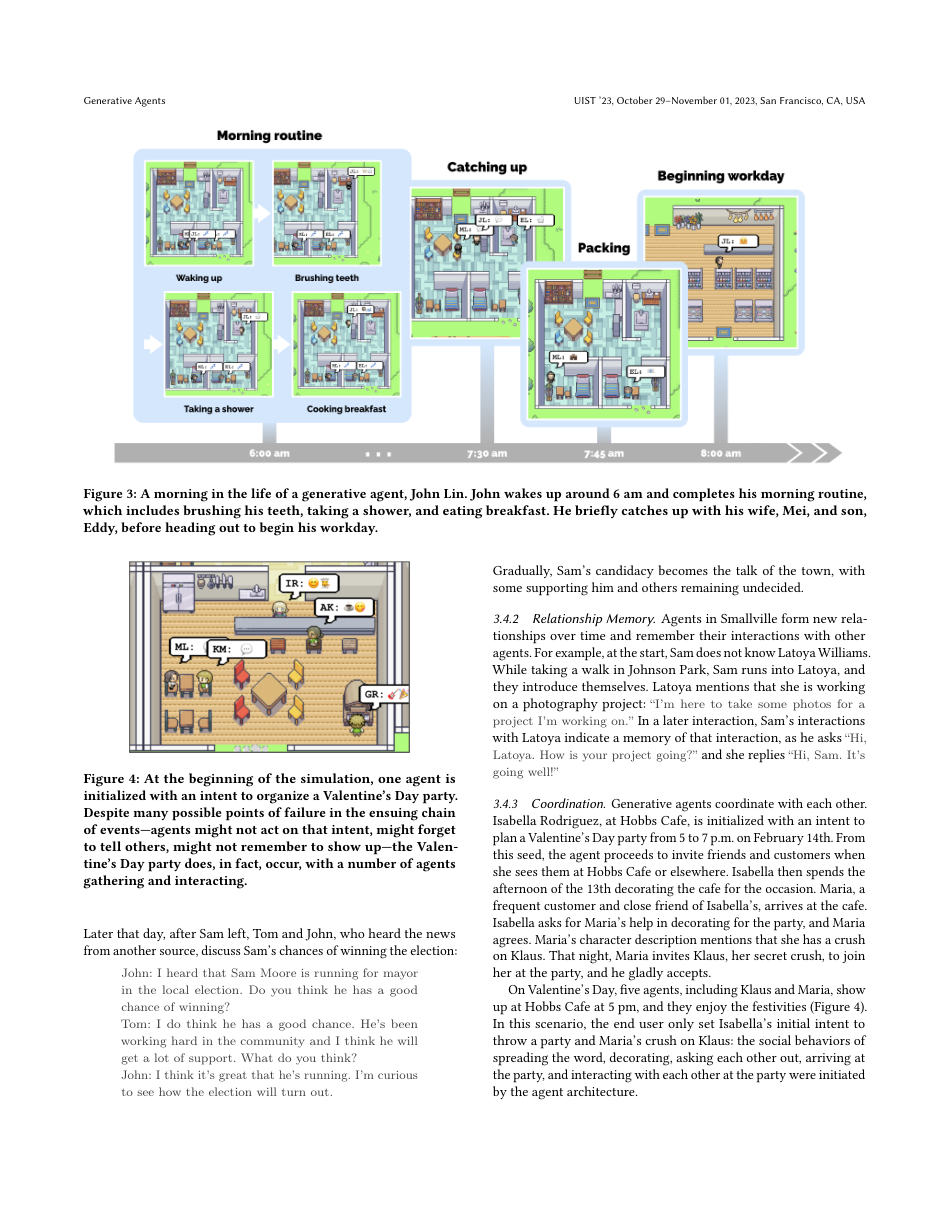 Generative Agents
UIST ’23, October 29–November 01, 2023, San Francisco, CA, USA
Morning routine
Catching up
Beginning workday
Packing
JL:
ML:
EL:
Waking up
Brushing teeth
Taking a shower
Cooking breakfast
6:00 am
7:30 am
7:45 am
8:00 am
Figure 3: A morning in the life of a generative agent, John Lin. John wakes up around 6 am and completes his morning routine,
which includes brushing his teeth, taking a shower, and eating breakfast. He briefly catches up with his wife, Mei, and son,
Eddy, before heading out to begin his workday.
IR:
AK:
ML:
KM:
GR:
Figure 4: At the beginning of the simulation, one agent is
initialized with an intent to organize a Valentine’s Day party.
Despite many possible points of failure in the ensuing chain
of events—agents might not act on that intent, might forget
to tell others, might not remember to show up—the Valen-
tine’s Day party does, in fact, occur, with a number of agents
gathering and interacting.
Later that day, after Sam left, Tom and John, who heard the news
from another source, discuss Sam’s chances of winning the election:
John: I heard that Sam Moore is running for mayor
in the local election. Do you think he has a good
chance of winning?
Tom: I do think he has a good chance. He’s been
working hard in the community and I think he will
get a lot of support. What do you think?
John: I think it’s great that he’s running. I’m curious
to see how the election will turn out.
Gradually, Sam’s candidacy becomes the talk of the town, with
some supporting him and others remaining undecided.
3.4.2 Relationship Memory. Agents in Smallville form new rela-
tionships over time and remember their interactions with other
agents. For example, at the start, Sam does not know Latoya Williams.
While taking a walk in Johnson Park, Sam runs into Latoya, and
they introduce themselves. Latoya mentions that she is working
on a photography project: “I’m here to take some photos for a
project I’m working on.” In a later interaction, Sam’s interactions
with Latoya indicate a memory of that interaction, as he asks “Hi,
Latoya. How is your project going?” and she replies “Hi, Sam. It’s
going well!”
3.4.3 Coordination. Generative agents coordinate with each other.
Isabella Rodriguez, at Hobbs Cafe, is initialized with an intent to
plan a Valentine’s Day party from 5 to 7 p.m. on February 14th. From
this seed, the agent proceeds to invite friends and customers when
she sees them at Hobbs Cafe or elsewhere. Isabella then spends the
afternoon of the 13th decorating the cafe for the occasion. Maria, a
frequent customer and close friend of Isabella’s, arrives at the cafe.
Isabella asks for Maria’s help in decorating for the party, and Maria
agrees. Maria’s character description mentions that she has a crush
on Klaus. That night, Maria invites Klaus, her secret crush, to join
her at the party, and he gladly accepts.
On Valentine’s Day, five agents, including Klaus and Maria, show
up at Hobbs Cafe at 5 pm, and they enjoy the festivities (Figure 4).
In this scenario, the end user only set Isabella’s initial intent to
throw a party and Maria’s crush on Klaus: the social behaviors of
spreading the word, decorating, asking each other out, arriving at
the party, and interacting with each other at the party were initiated
by the agent architecture.